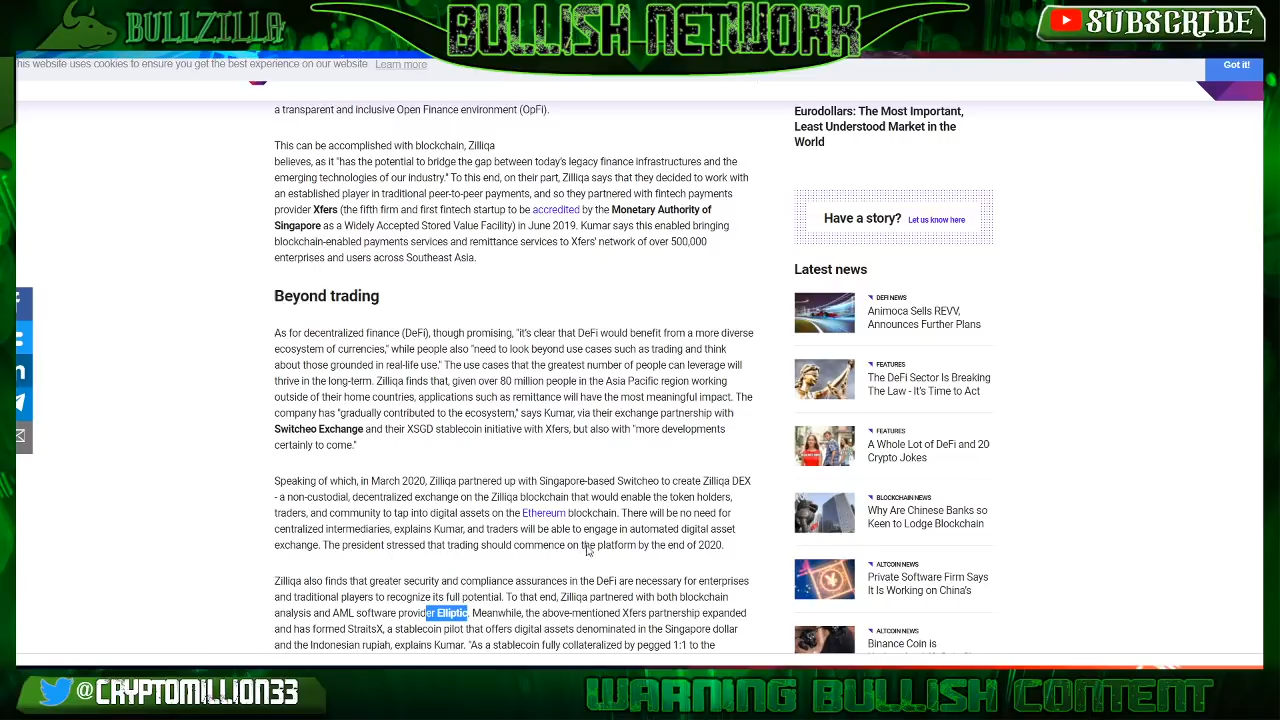 BULLZILLA
BULLISH NETWORK
SUBSCRIBE
his website uses cookies to ensure you get the best experience on our website Learn more
Got it!
a transparent and inclusive Open Finance environment (OpFi).
This can be accomplished with blockchain, Zilliqa
believes, as it "has the potential to bridge the gap between today's legacy finance infrastructures and the
emerging technologies of our industry." To this end, on their part, Zilliqa says that they decided to work with
an established player in traditional peer-to-peer payments, and so they partnered with fintech payments
provider Xfers (the fifth firm and first fintech startup to be accredited by the Monetary Authority of
Singapore as a Widely Accepted Stored Value Facility) in June 2019. Kumar says this enabled bringing
blockchain-enabled payments services and remittance services to Xfers' network of over 500,000
enterprises and users across Southeast Asia.
Beyond trading
As for decentralized finance (DeFi), though promising, "it's clear that DeFi would benefit from a more diverse
ecosystem of currencies," while people also "need to look beyond use cases such as trading and think
about those grounded in real-life use." The use cases that the greatest number of people can leverage will
thrive in the long-term. Zilliqa finds that, given over 80 million people in the Asia Pacific region working
outside of their home countries, applications such as remittance will have the most meaningful impact. The
company has "gradually contributed to the ecosystem," says Kumar, via their exchange partnership with
Switcheo Exchange and their XSGD stablecoin initiative with Xfers, but also with "more developments
certainly to come."
Speaking of which, in March 2020, Zilliqa partnered up with Singapore-based Switcheo to create Zilliqa DEX
- a non-custodial, decentralized exchange on the Zilliqa blockchain that would enable the token holders,
traders, and community to tap into digital assets on the Ethereum blockchain. There will be no need for
centralized intermediaries, explains Kumar, and traders will be able to engage in automated digital asset
exchange. The president stressed that trading should commence on the platform by the end of 2020.
Zilliqa also finds that greater security and compliance assurances in the DeFi are necessary for enterprises
and traditional players to recognize its full potential. To that end, Zilliqa partnered with both blockchain
analysis and AML software provider Elliptic. Meanwhile, the above-mentioned Xfers partnership expanded
and has formed StraitsX, a stablecoin pilot that offers digital assets denominated in the Singapore dollar
and the Indonesian rupiah, explains Kumar. "As a stablecoin fully collateralized by pegged 1:1 to the
Eurodollars: The Most Important,
Least Understood Market in the
World
Have a story? Let us know here
Latest news
DEFI NEWS
Animoca Sells REVV,
Announces Further Plans
FEATURES
The DeFi Sector Is Breaking
The Law - It's Time to Act
FEATURES
A Whole Lot of DeFi and 20
Crypto Jokes
BLOCKCHAIN NEWS
Why Are Chinese Banks so
Keen to Lodge Blockchain
ALTCOIN NEWS
Private Software Firm Says
It Is Working on China's
ALTCOIN NEWS
Binance Coin is
@CRYPTOMILLION33
WARNING BULLISH CONTENT